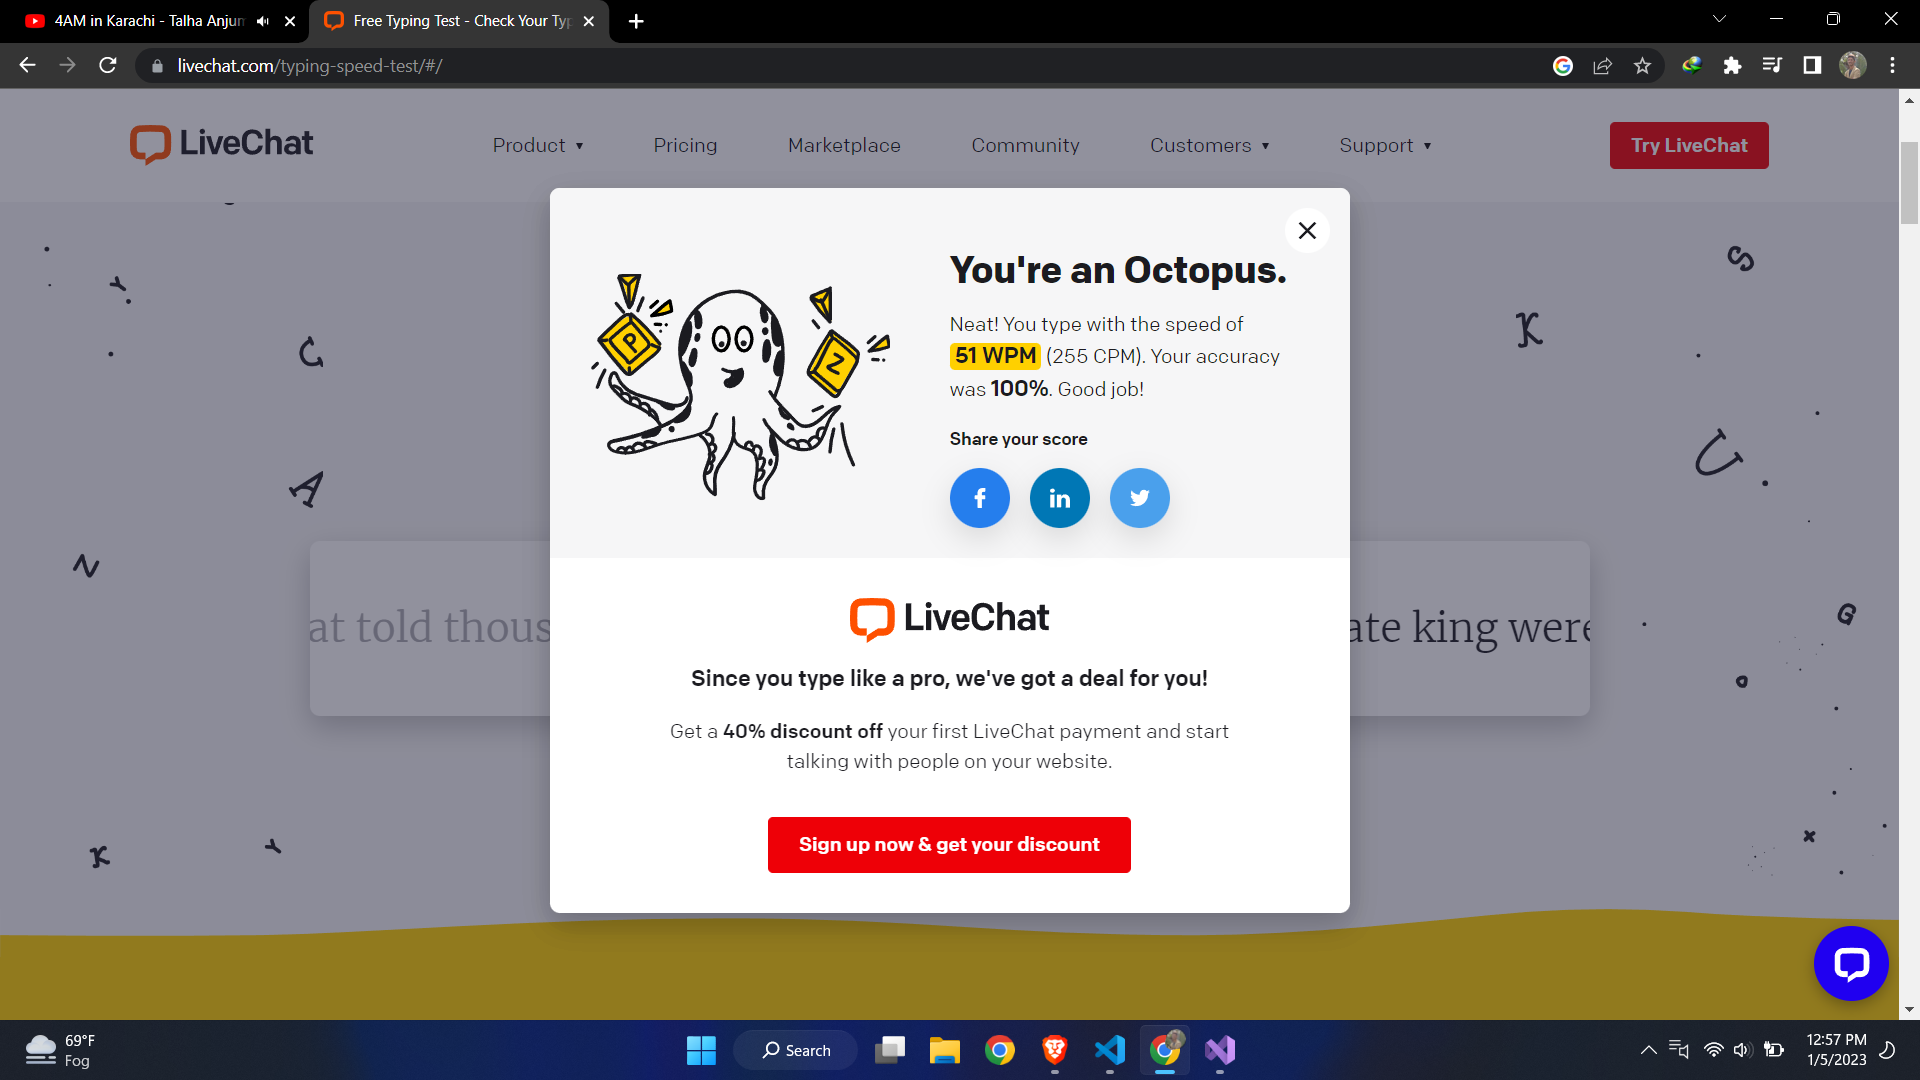 4AM in Karachi - Talha Anjum
Free Typing Test - Check Your Typ
livechat.com/typing-speed-test/#/
LiveChat
Product ▾
Pricing
Marketplace
Community
Customers ▾
Support ▾
Try LiveChat
S
Y
C
K
A
U
N
G
O
K
Y
X
P
Z
You're an Octopus.
Neat! You type with the speed of
51 WPM (255 CPM). Your accuracy
was 100%. Good job!
Share your score
f
in
at told thous
ate king were
LiveChat
Since you type like a pro, we've got a deal for you!
Get a 40% discount off your first LiveChat payment and start
talking with people on your website.
Sign up now & get your discount
69°F
Fog
Search
12:57 PM
1/5/2023